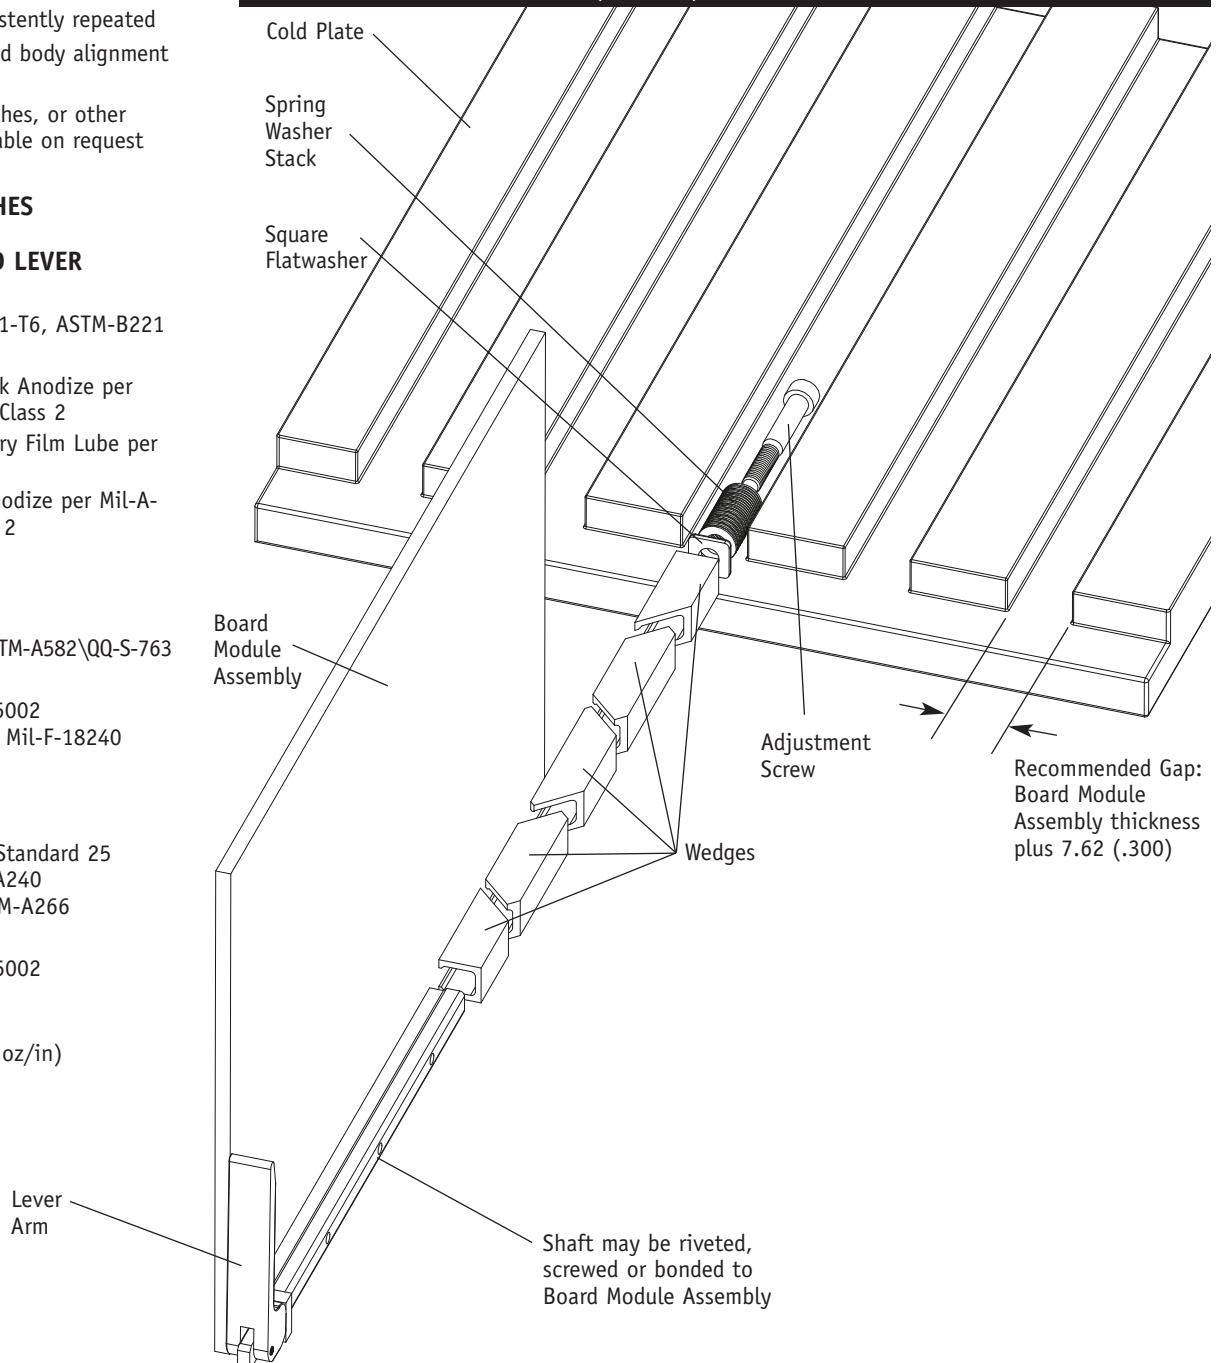 stently repeated
d body alignment
hes, or other
able on request
HES
LEVER
1-T6, ASTM-B221
k Anodize per
Class 2
ry Film Lube per
nodize per Mil-A-
2
TM-A582\QQ-S-763
5002
Mil-F-18240
Standard 25
A240
M-A266
5002
oz/in)
Cold Plate
Spring
Washer
Stack
Square
Flatwasher
Board
Module
Assembly
Adjustment
Screw
Recommended Gap:
Board Module
Assembly thickness
plus 7.62 (.300)
Wedges
Lever
Arm
Shaft may be riveted,
screwed or bonded to
Board Module Assembly